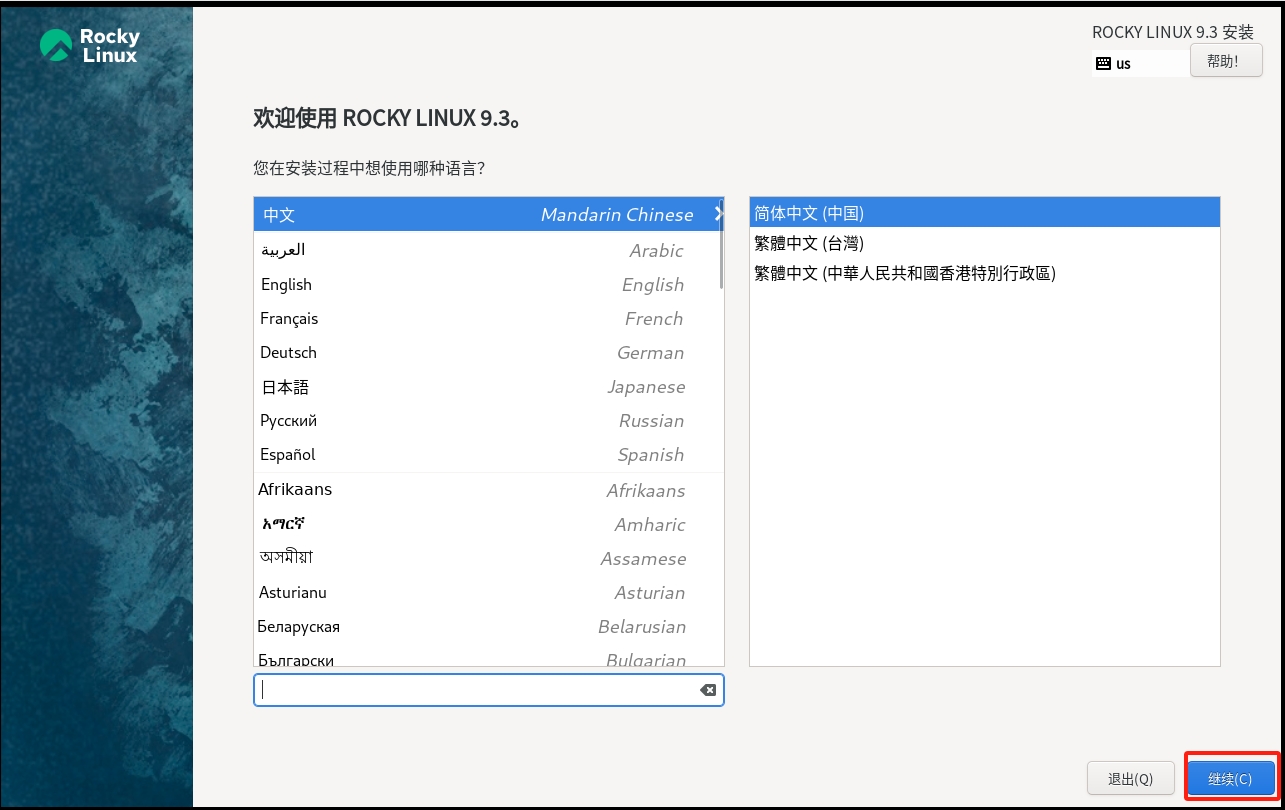 Rocky
Linux
ROCKY LINUX 9.3 安装
us
帮助!
欢迎使用 ROCKY LINUX 9.3。
您在安装过程中想使用哪种语言?
中文 Mandarin Chinese
العربية Arabic
English English
Français French
Deutsch German
日本語 Japanese
Русский Russian
Español Spanish
Afrikaans Afrikaans
አማርኛ Amharic
অসমীয়া Assamese
Asturianu Asturian
Беларуская Belarusian
Български Bulgarian
简体中文 (中国)
繁體中文 (台灣)
繁體中文 (中華人民共和國香港特別行政區)
退出(Q)
继续(C)